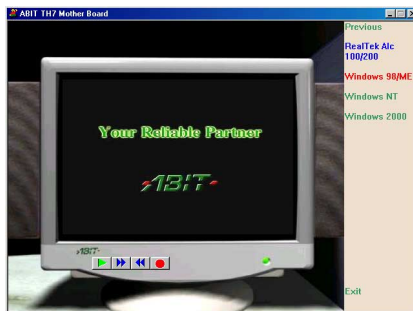 ABIT TH7 Mother Board
Previous
RealTek Alc
100/200
Windows 98/ME
Windows NT
Windows 2000
Your Reliable Partner
ABIT
ABIT
Exit